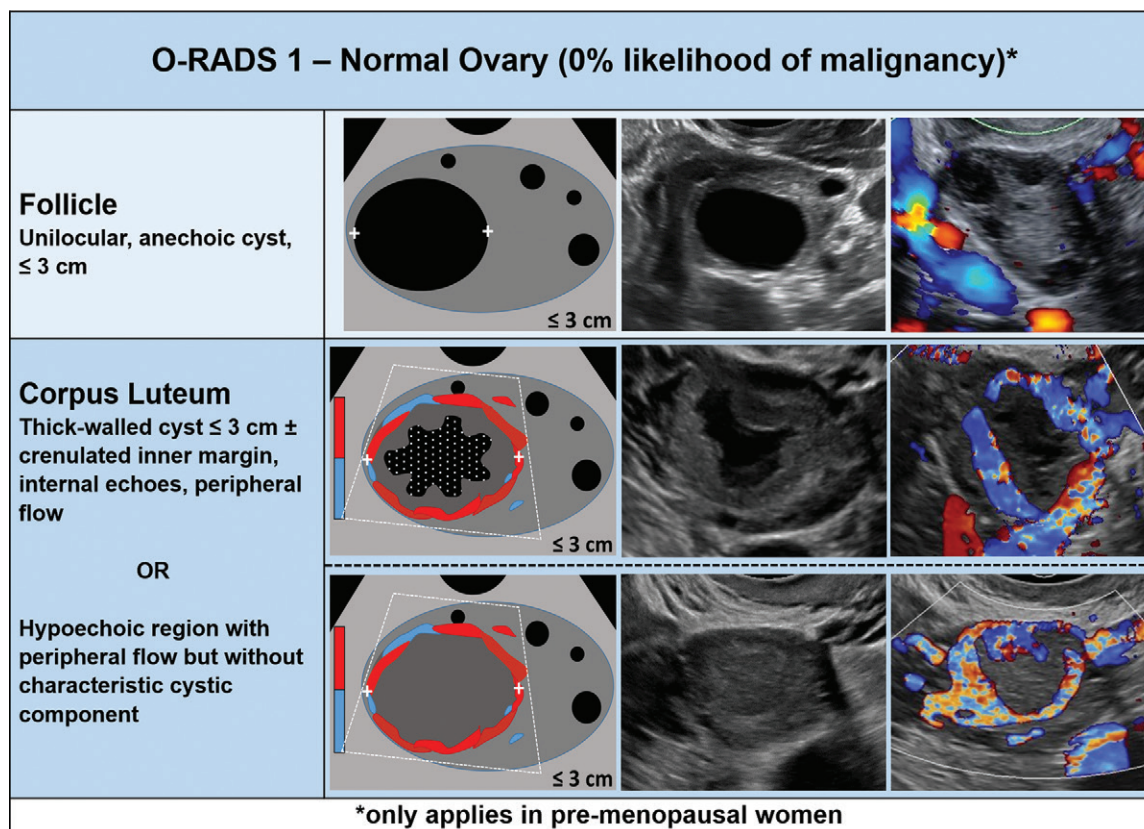 O-RADS 1 – Normal Ovary (0% likelihood of malignancy)*
Follicle
Unilocular, anechoic cyst,
≤ 3 cm
≤ 3 cm
Corpus Luteum
Thick-walled cyst ≤ 3 cm ±
crenulated inner margin,
internal echoes, peripheral
flow
≤ 3 cm
OR
Hypoechoic region with
peripheral flow but without
characteristic cystic
component
≤ 3 cm
*only applies in pre-menopausal women